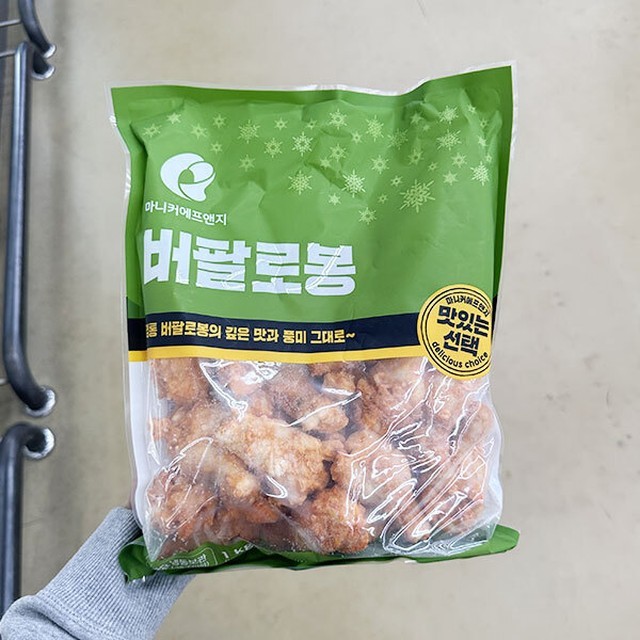 마니커에프앤지
버팔로봉
버팔로봉의 깊은 맛과 풍미 그대로~
마니커에프앤지
맛있는
선택
delicious choice